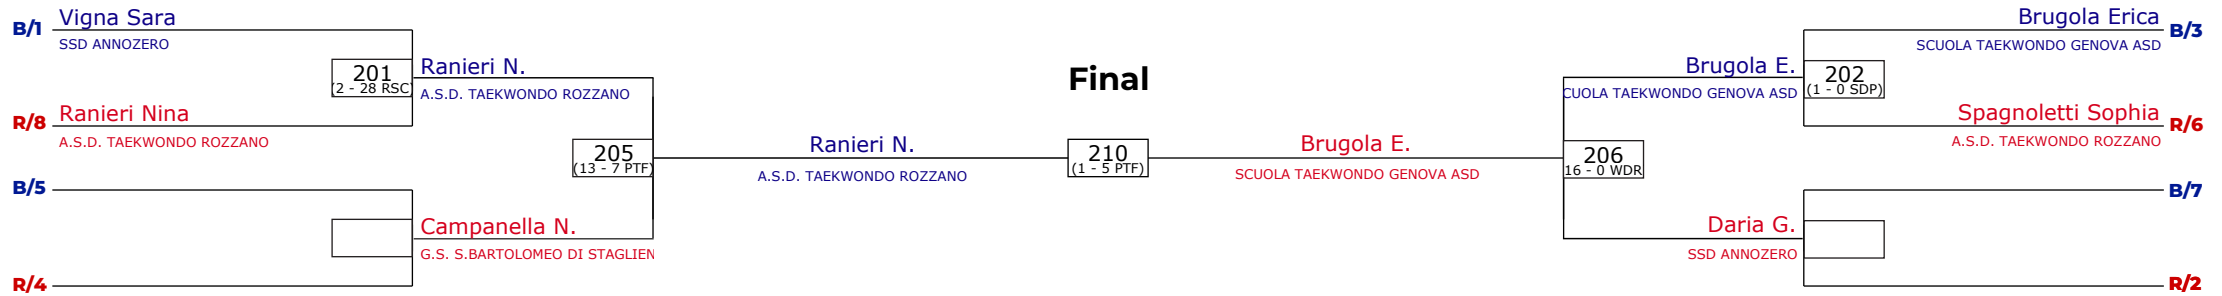 B/1 Vigna Sara
SSD ANNOZERO
201
(2 - 28 RSC)
R/8 Ranieri Nina
A.S.D. TAEKWONDO ROZZANO
Ranieri N.
A.S.D. TAEKWONDO ROZZANO
205
(13 - 7 PTF)
B/5
Campanella N.
G.S. S.BARTOLOMEO DI STAGLIEN
R/4
Final
Ranieri N.
A.S.D. TAEKWONDO ROZZANO
210
(1 - 5 PTF)
Brugola E.
SCUOLA TAEKWONDO GENOVA ASD
Brugola E.
CUOLA TAEKWONDO GENOVA ASD
206
16 - 0 WDR
Daria G.
SSD ANNOZERO
Brugola Erica B/3
SCUOLA TAEKWONDO GENOVA ASD
202
(1 - 0 SDP)
Spagnoletti Sophia R/6
A.S.D. TAEKWONDO ROZZANO
B/7
R/2